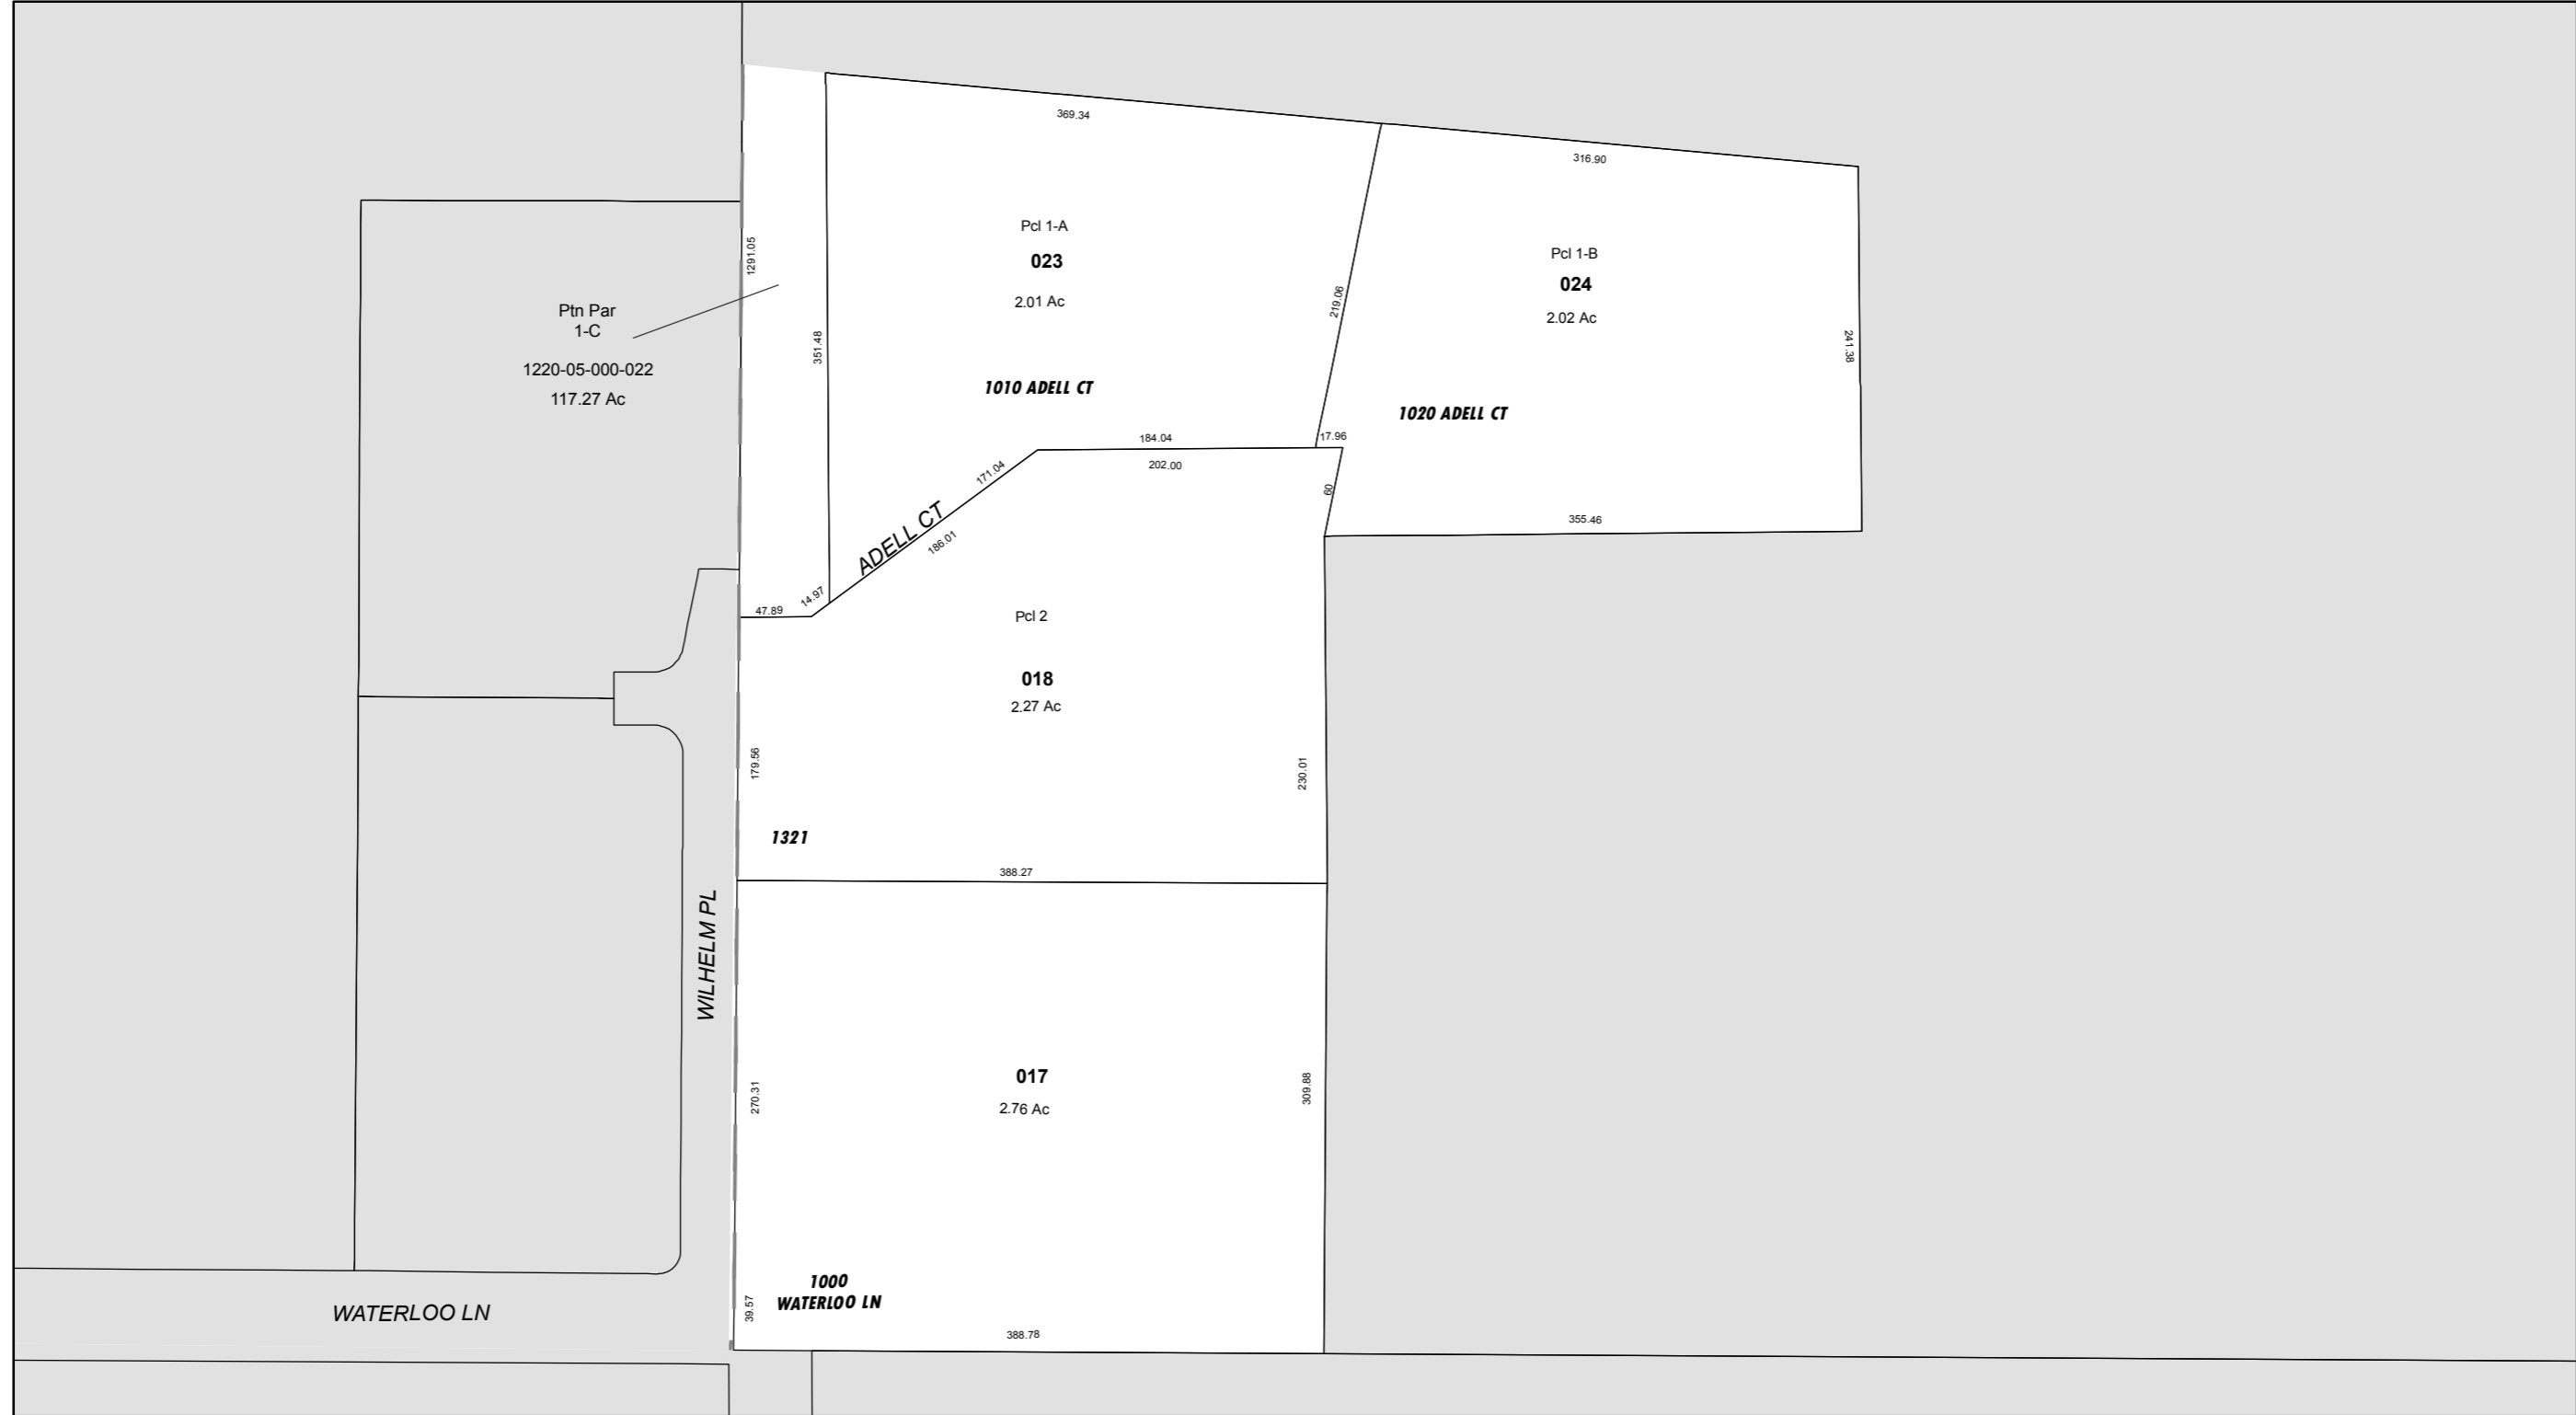 369.34
316.90
Pcl 1-A
023
2.01 Ac
1291.05
Pcl 1-B
024
2.02 Ac
219.06
Ptn Par
1-C
1220-05-000-022
117.27 Ac
351.48
241.38
1010 ADELL CT
1020 ADELL CT
184.04
17.96
202.00
171.04
60
ADELL CT
186.01
355.46
14.97
47.89
Pcl 2
018
2.27 Ac
179.56
230.01
1321
388.27
WILHELM PL
017
2.76 Ac
270.31
309.88
1000
WATERLOO LN
39.57
WATERLOO LN
388.78